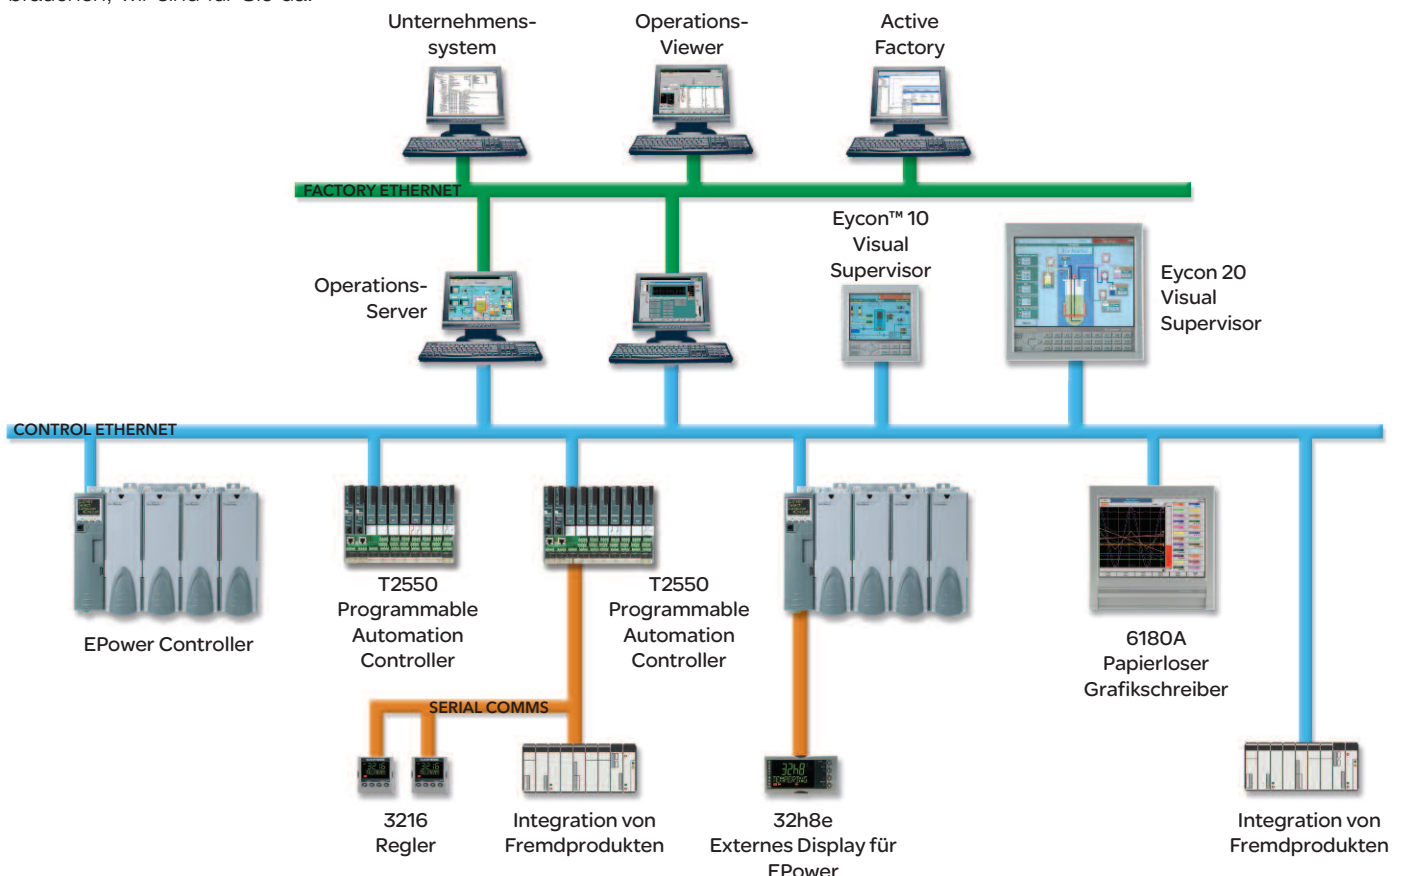 Unternehmens-
system
Operations-
Viewer
Active
Factory
FACTORY ETHERNET
Operations-
Server
Eycon™ 10
Visual
Supervisor
Eycon 20
Visual
Supervisor
CONTROL ETHERNET
EPower Controller
T2550
Programmable
Automation
Controller
T2550
Programmable
Automation
Controller
6180A
Papierloser
Grafikschreiber
SERIAL COMMS
3216
Regler
Integration von
Fremdprodukten
32h8
TEMPERING
32h8e
Externes Display für
EPower
Integration von
Fremdprodukten